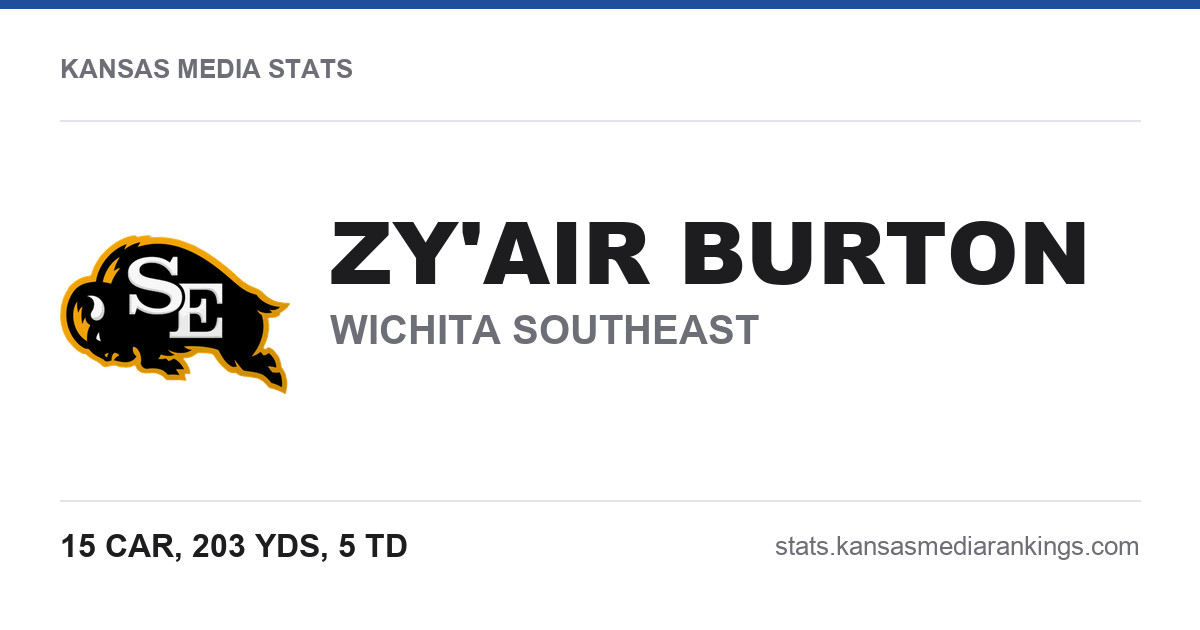 KANSAS MEDIA STATS
SE
ZY'AIR BURTON
WICHITA SOUTHEAST
15 CAR, 203 YDS, 5 TD
stats.kansasmediarankings.com